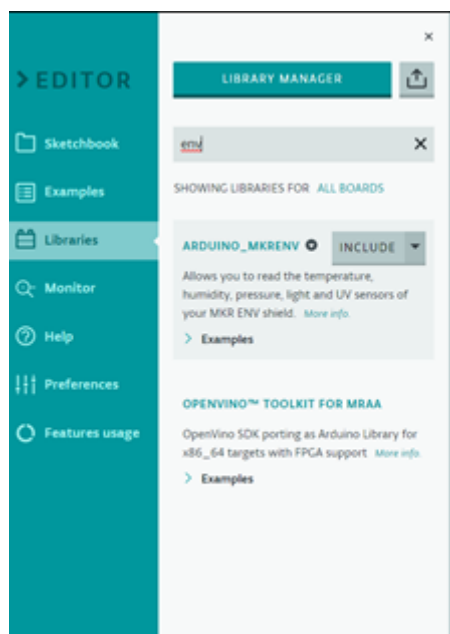 EDITOR
Sketchbook
Examples
Libraries
Monitor
Help
Preferences
Features usage
LIBRARY MANAGER
env
SHOWING LIBRARIES FOR ALL BOARDS
ARDUINO_MKRENV
INCLUDE
Allows you to read the temperature,
humidity, pressure, light and UV sensors of
your MKR ENV shield. More info.
Examples
OPENVINO™ TOOLKIT FOR MRAA
OpenVino SDK porting as Arduino Library for
x86_64 targets with FPGA support More info.
Examples